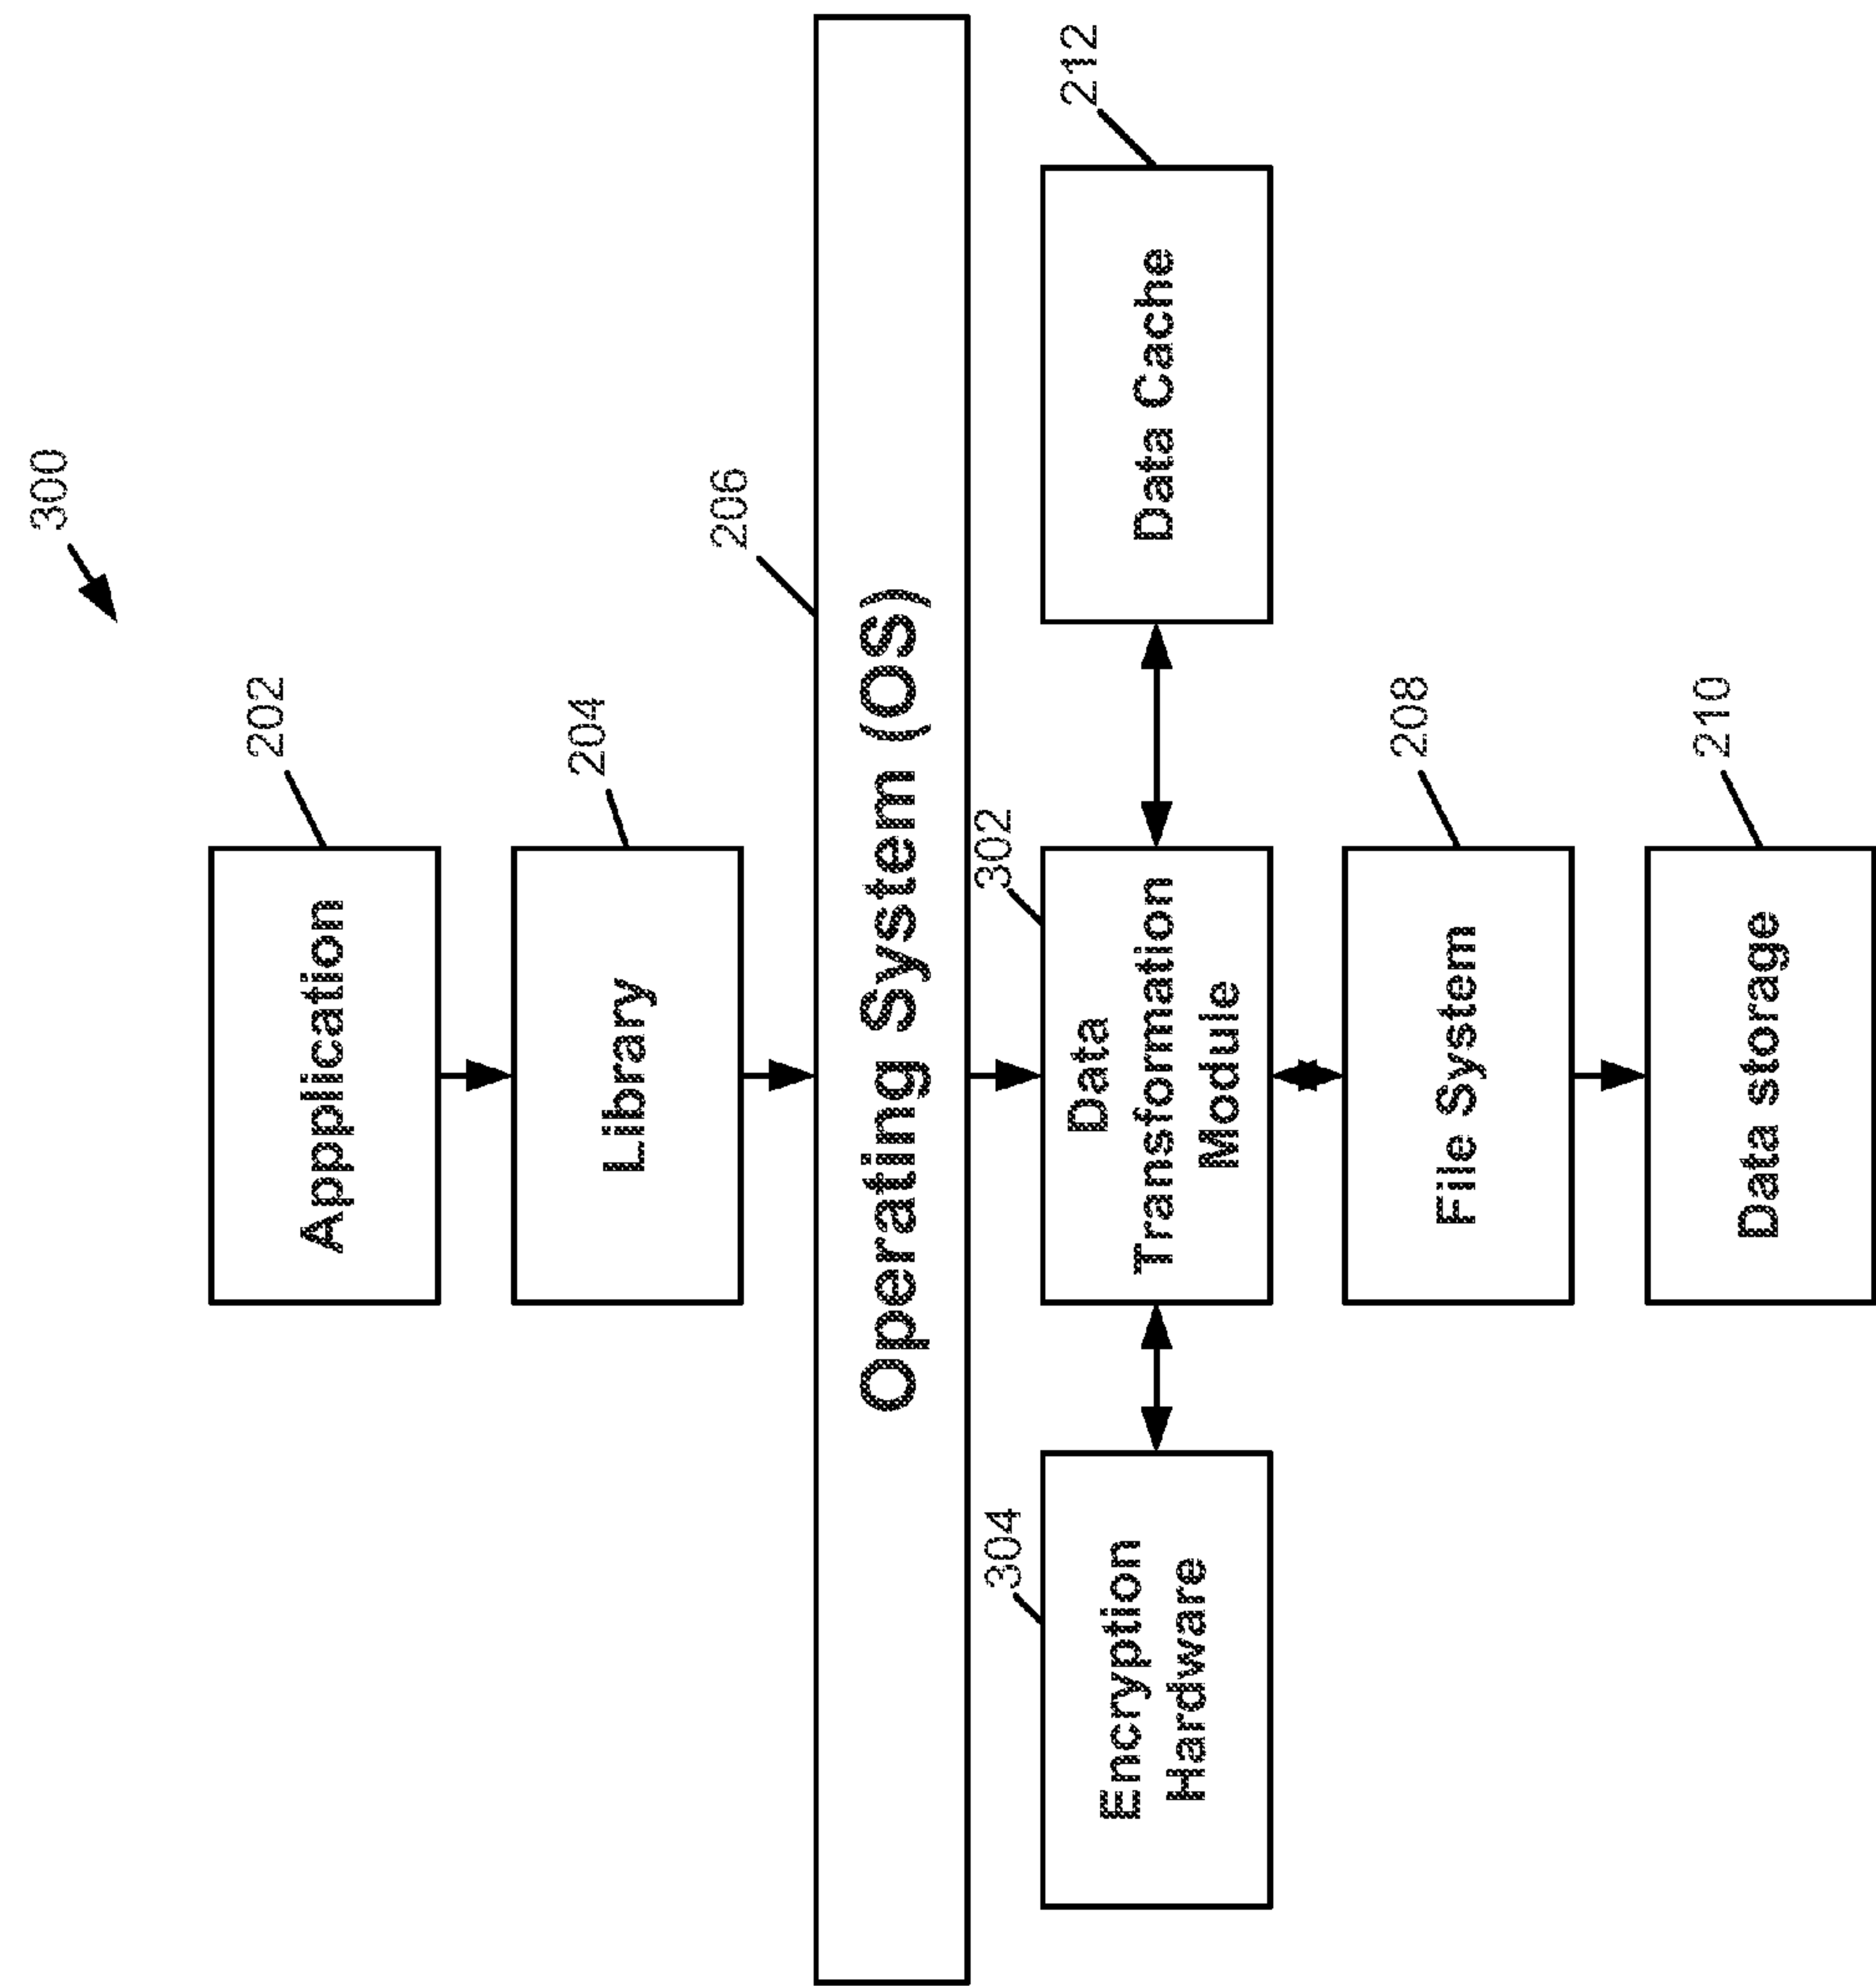 300
Application
202
Library
204
Operating System (OS)
206
Encryption
Hardware
304
Data
Transformation
Module
302
Data Cache
212
File System
208
Data storage
210